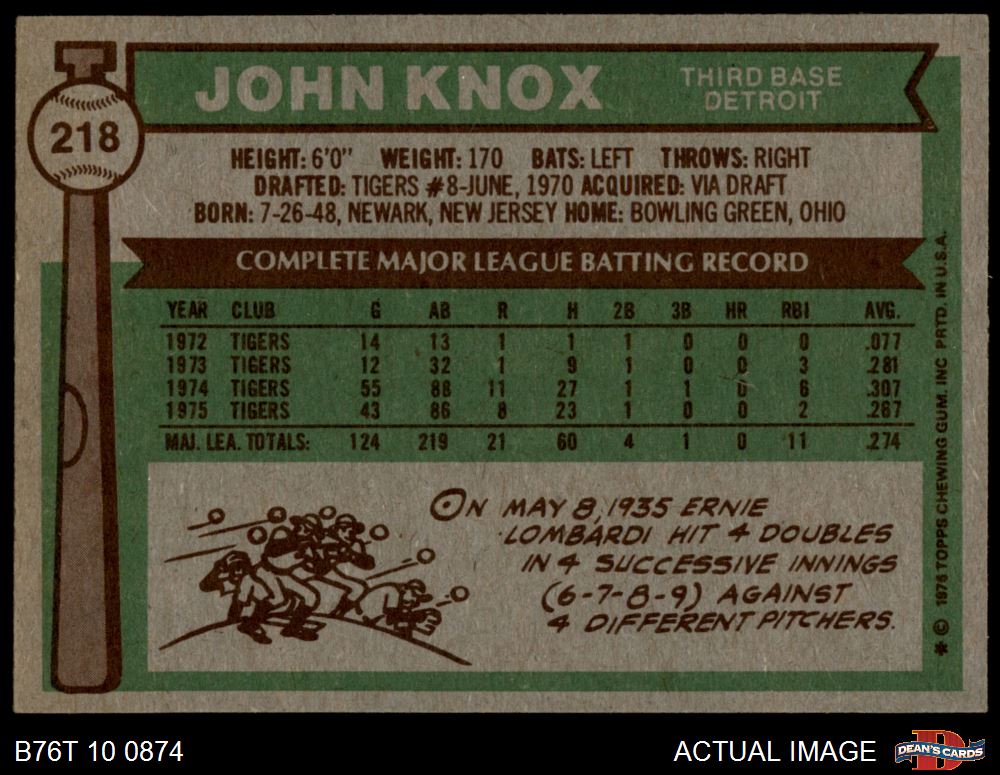 JOHN KNOX
THIRD BASE
DETROIT
218
HEIGHT: 6'0" WEIGHT: 170 BATS: LEFT THROWS: RIGHT
DRAFTED: TIGERS #8-JUNE, 1970 ACQUIRED: VIA DRAFT
BORN: 7-26-48, NEWARK, NEW JERSEY HOME: BOWLING GREEN, OHIO
COMPLETE MAJOR LEAGUE BATTING RECORD
YEAR CLUB G AB R H 2B 3B HR RBI AVG.
1972 TIGERS 14 13 1 1 1 0 0 0 .077
1973 TIGERS 12 32 1 9 1 0 0 3 .281
1974 TIGERS 55 88 11 27 1 1 0 6 .307
1975 TIGERS 43 86 8 23 1 0 0 2 .267
MAJ. LEA. TOTALS: 124 219 21 60 4 1 0 11 .274
ON MAY 8, 1935 ERNIE
LOMBARDI HIT 4 DOUBLES
IN 4 SUCCESSIVE INNINGS
(6-7-8-9) AGAINST
4 DIFFERENT PITCHERS.
* © 1976 TOPPS CHEWING GUM, INC. PRTD. IN U.S.A.
B76T 10 0874
ACTUAL IMAGE
D
DEAN'S CARDS